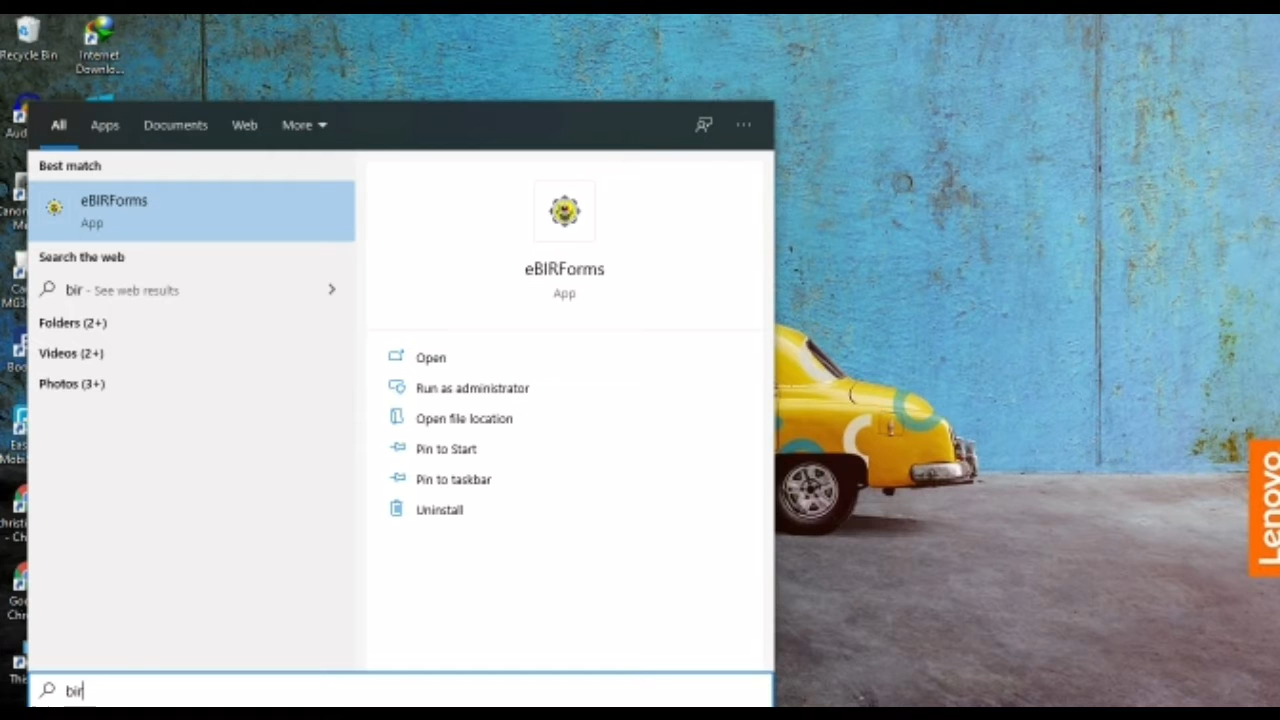 Recycle Bin
Internet
Downlo...
All
Apps
Documents
Web
More
Best match
eBIRForms
App
Search the web
bir - See web results
Folders (2+)
Videos (2+)
Photos (3+)
eBIRForms
App
Open
Run as administrator
Open file location
Pin to Start
Pin to taskbar
Uninstall
bir
Lenovo